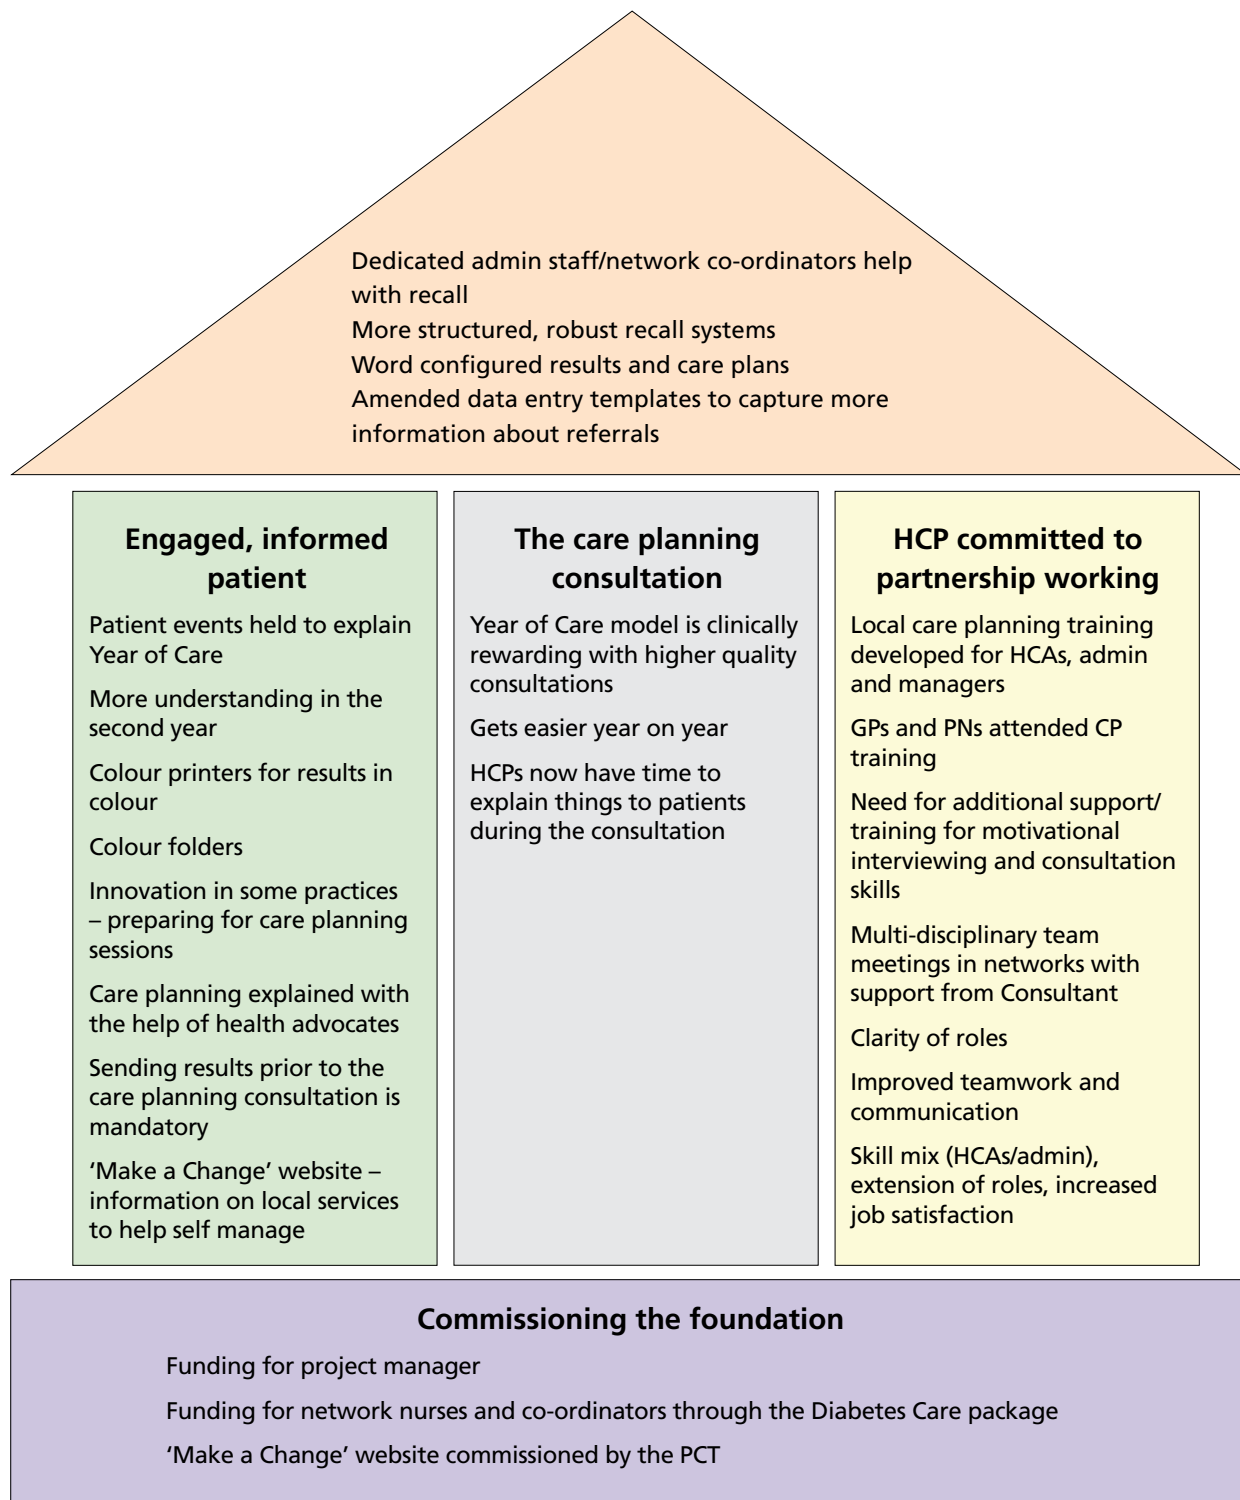 Dedicated admin staff/network co-ordinators help
with recall
More structured, robust recall systems
Word configured results and care plans
Amended data entry templates to capture more
information about referrals
Engaged, informed
patient
Patient events held to explain
Year of Care
More understanding in the
second year
Colour printers for results in
colour
Colour folders
Innovation in some practices
– preparing for care planning
sessions
Care planning explained with
the help of health advocates
Sending results prior to the
care planning consultation is
mandatory
‘Make a Change’ website –
information on local services
to help self manage
The care planning
consultation
Year of Care model is clinically
rewarding with higher quality
consultations
Gets easier year on year
HCPs now have time to
explain things to patients
during the consultation
HCP committed to
partnership working
Local care planning training
developed for HCAs, admin
and managers
GPs and PNs attended CP
training
Need for additional support/
training for motivational
interviewing and consultation
skills
Multi-disciplinary team
meetings in networks with
support from Consultant
Clarity of roles
Improved teamwork and
communication
Skill mix (HCAs/admin),
extension of roles, increased
job satisfaction
Commissioning the foundation
Funding for project manager
Funding for network nurses and co-ordinators through the Diabetes Care package
‘Make a Change’ website commissioned by the PCT